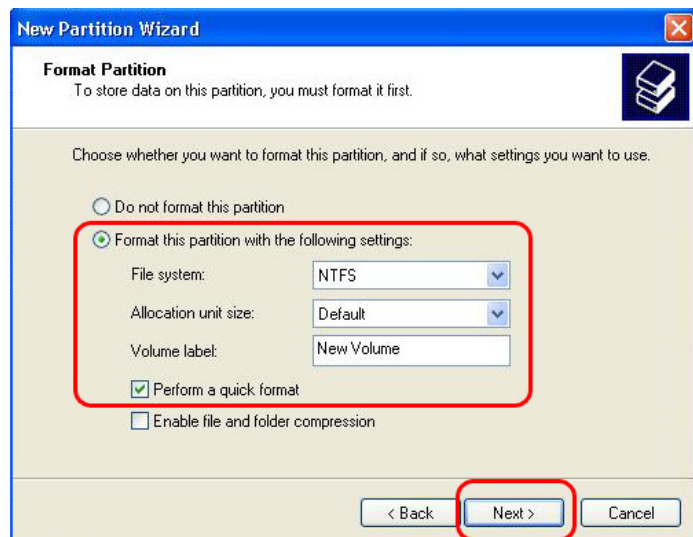 New Partition Wizard
Format Partition
To store data on this partition, you must format it first.
Choose whether you want to format this partition, and if so, what settings you want to use.
Do not format this partition
Format this partition with the following settings:
File system: NTFS
Allocation unit size: Default
Volume label: New Volume
Perform a quick format
Enable file and folder compression
< Back Next > Cancel